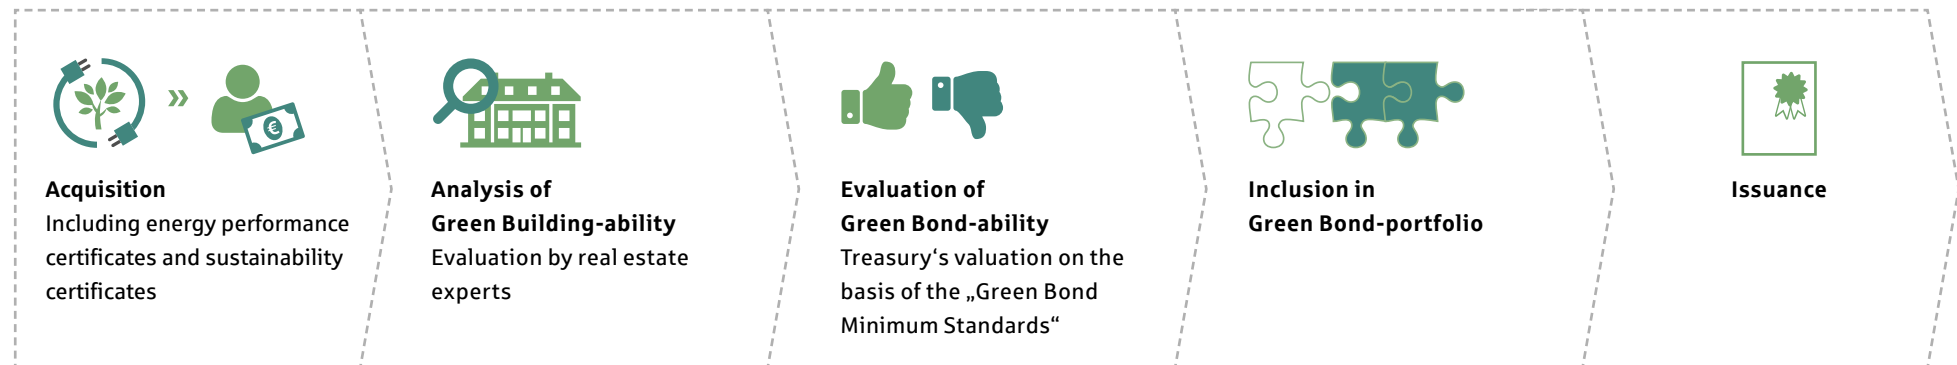 Acquisition
Including energy performance
certificates and sustainability
certificates
Analysis of
Green Building-ability
Evaluation by real estate
experts
Evaluation of
Green Bond-ability
Treasury‘s valuation on the
basis of the „Green Bond
Minimum Standards“
Inclusion in
Green Bond-portfolio
Issuance